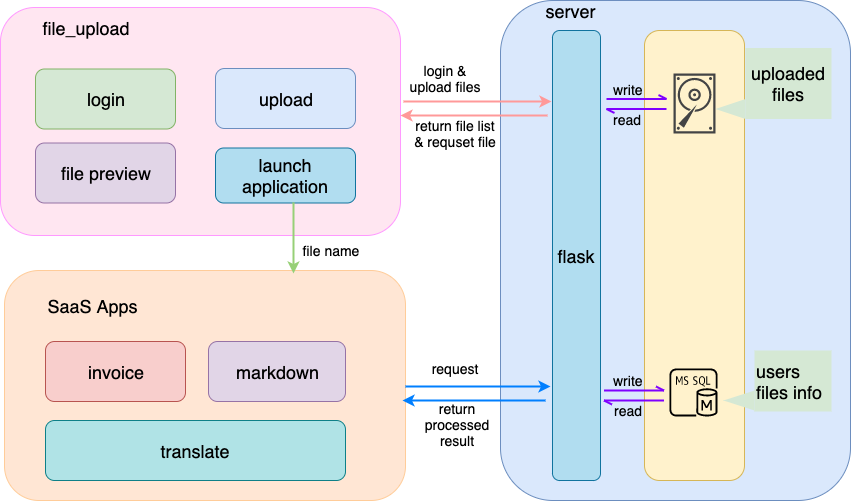 file_upload
login
upload
file preview
launch
application
file name
SaaS Apps
invoice
markdown
translate
login &
upload files
return file list
& requset file
request
return
processed
result
server
flask
write
read
uploaded
files
write
read
MS SQL
M
users
files info